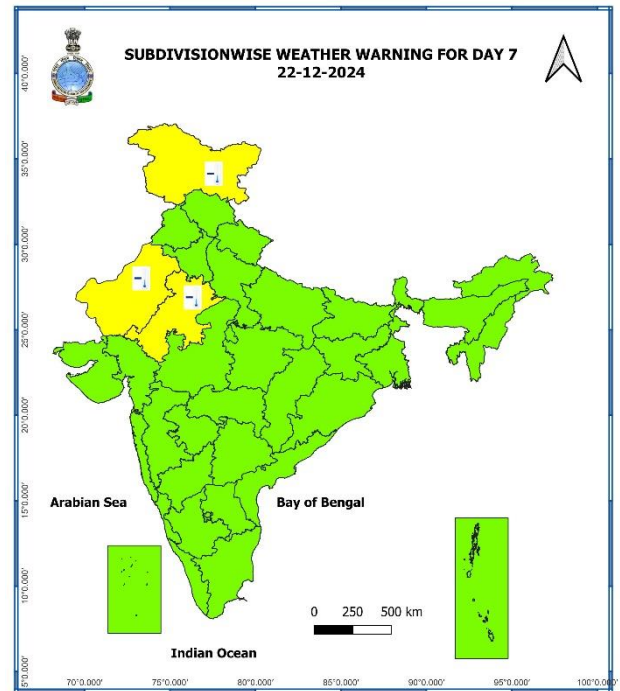 SUBDIVISIONWISE WEATHER WARNING FOR DAY 7
22-12-2024
40°0.000'
35°0.000'
30°0.000'
25°0.000'
20°0.000'
15°0.000'
10°0.000'
5°0.000'
Arabian Sea
Bay of Bengal
0 250 500 km
Indian Ocean
70°0.000' 75°0.000' 80°0.000' 85°0.000' 90°0.000' 95°0.000' 100°0.000'